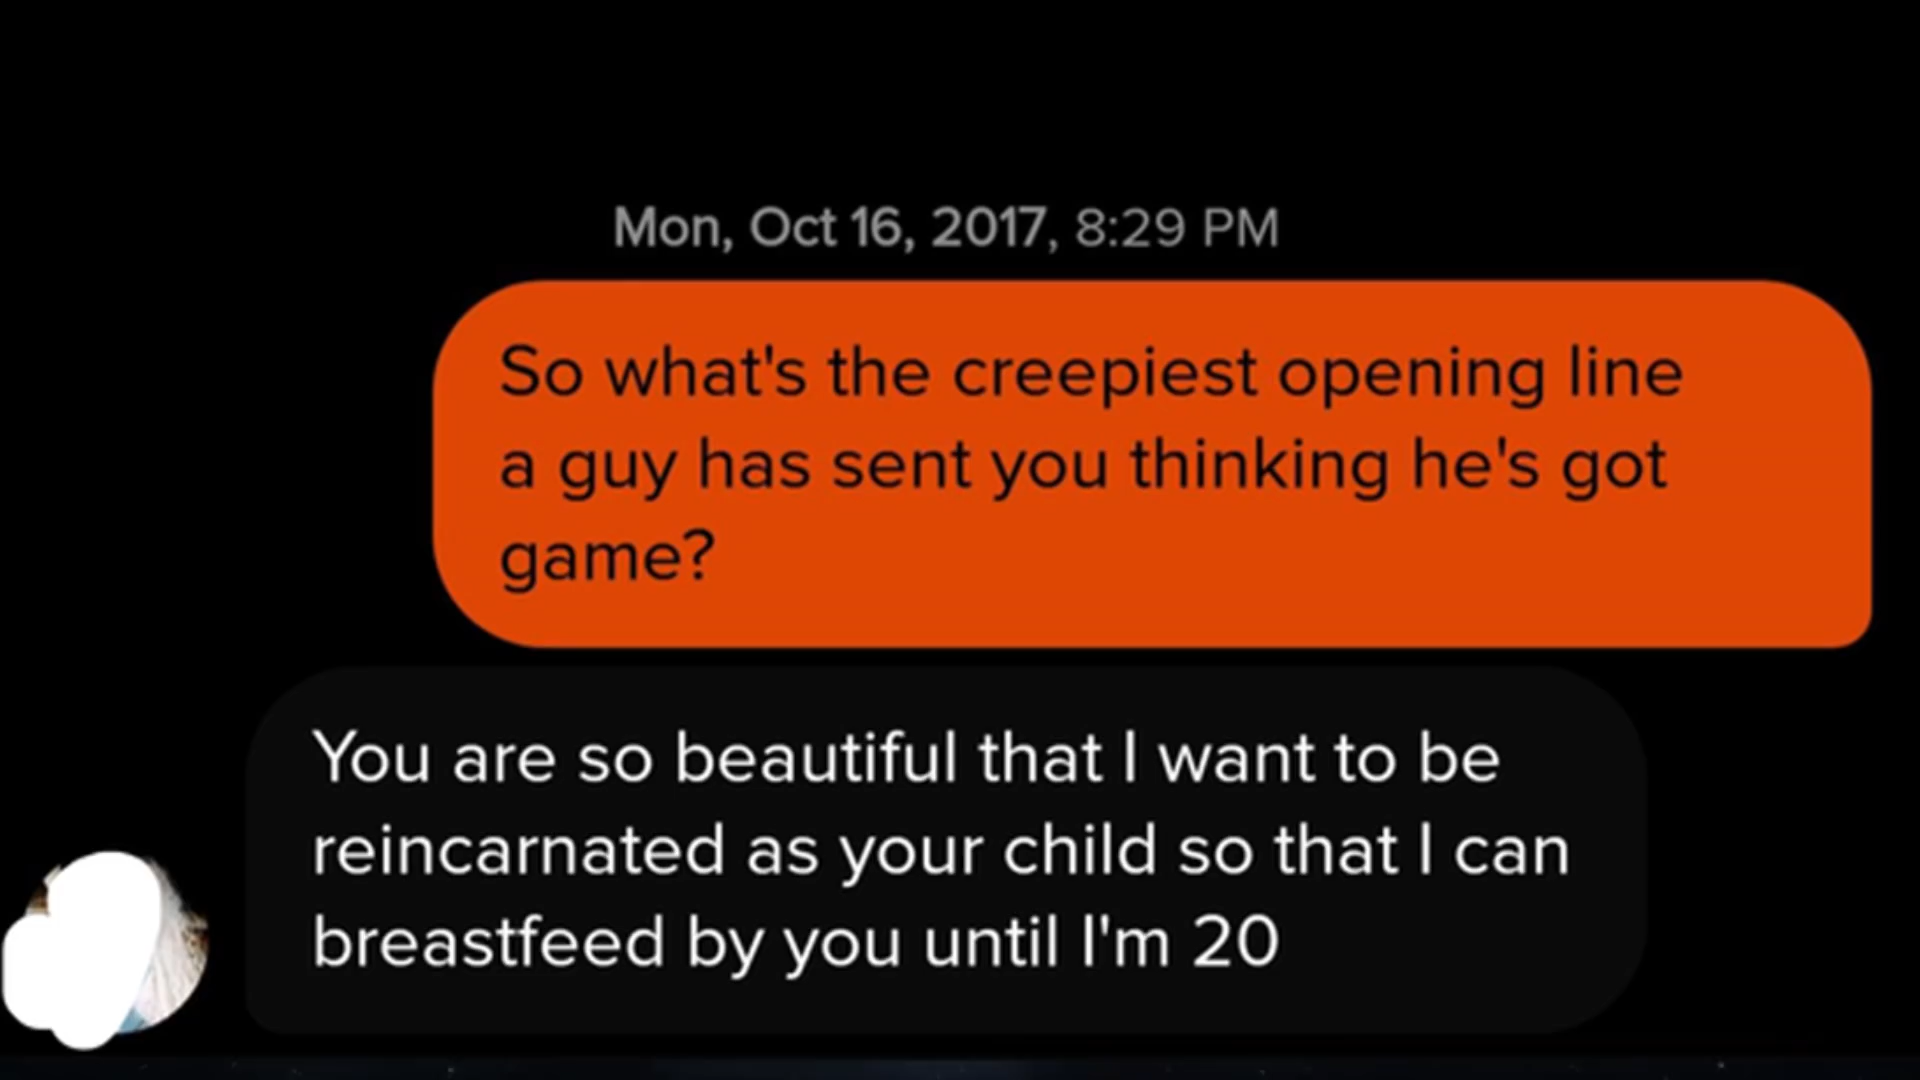 Mon, Oct 16, 2017, 8:29 PM
So what's the creepiest opening line
a guy has sent you thinking he's got
game?
You are so beautiful that I want to be
reincarnated as your child so that I can
breastfeed by you until I'm 20